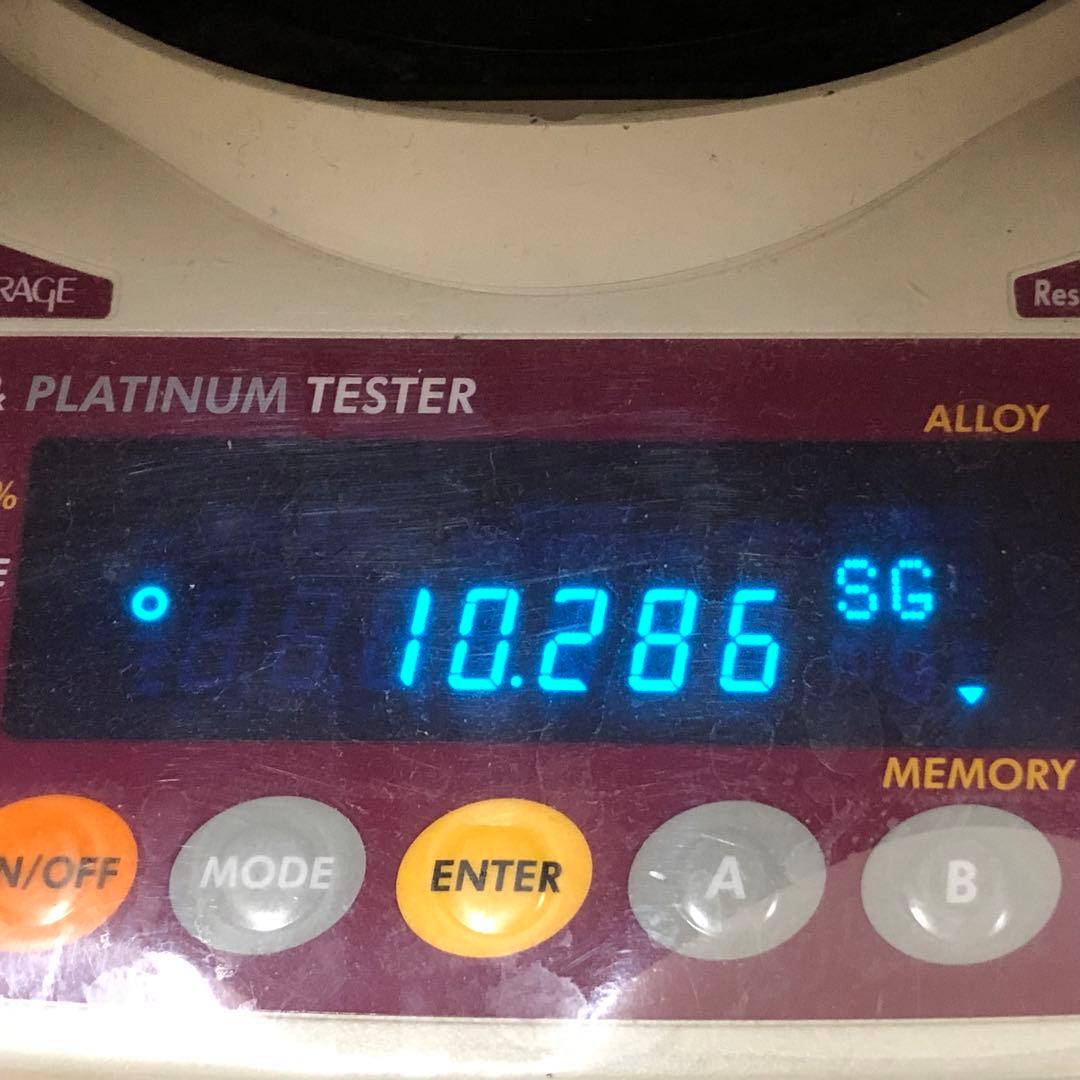 RAGE
Res
& PLATINUM TESTER
ALLOY
%
E
10.286 SG
MEMORY
N/OFF
MODE
ENTER
A
B